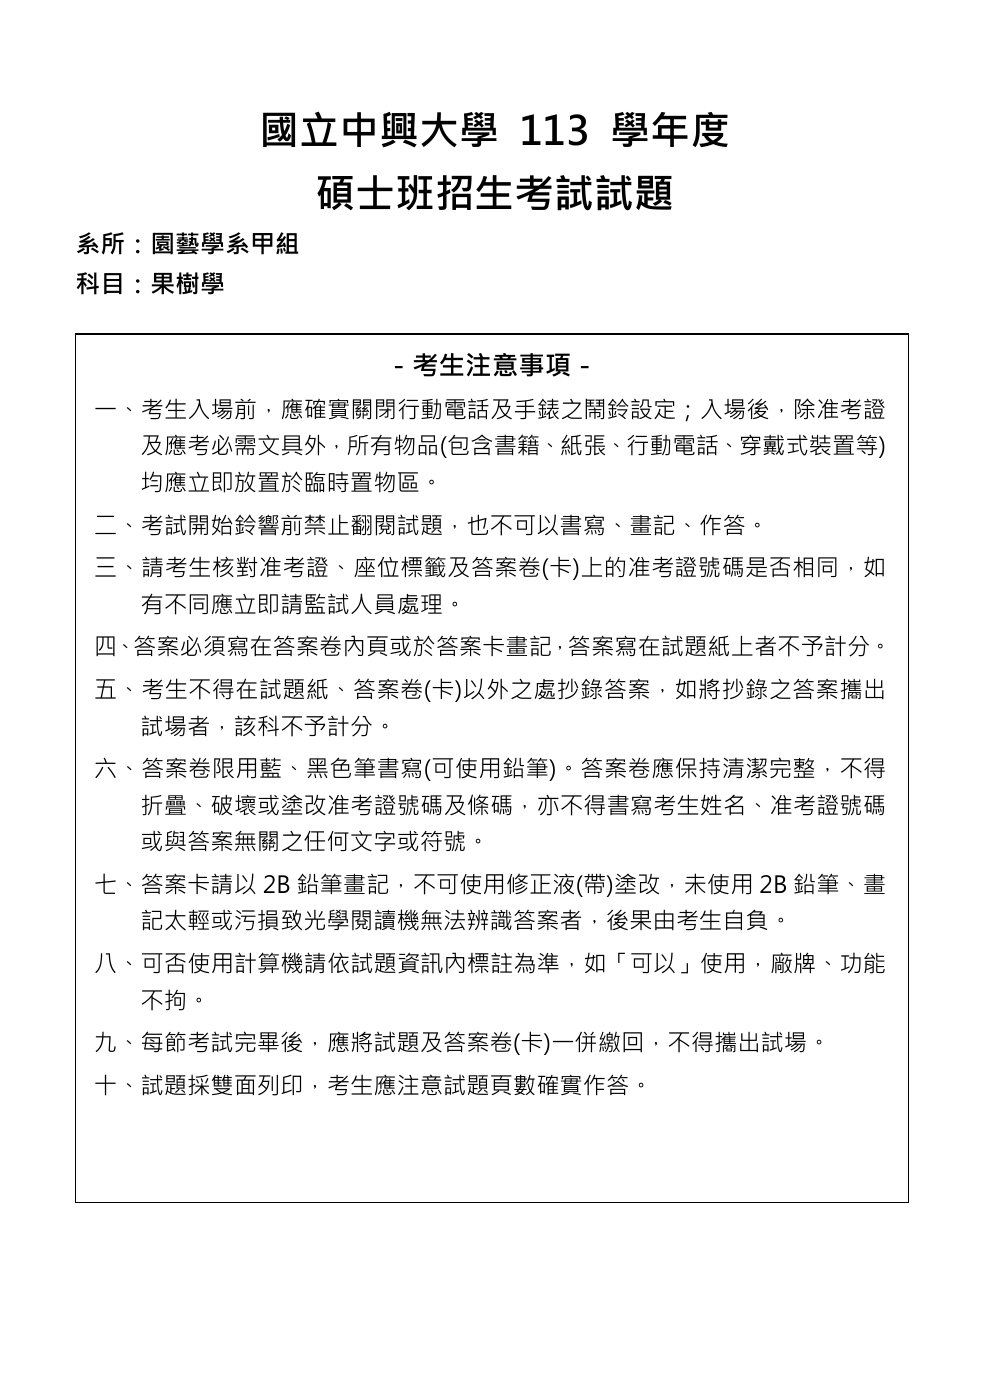 國立中興大學 113 學年度
碩士班招生考試試題
系所：園藝學系甲組
科目：果樹學
- 考生注意事項 -
一、考生入場前，應確實關閉行動電話及手錶之鬧鈴設定；入場後，除准考證
及應考必需文具外，所有物品(包含書籍、紙張、行動電話、穿戴式裝置等)
均應立即放置於臨時置物區。
二、考試開始鈴響前禁止翻閱試題，也不可以書寫、畫記、作答。
三、請考生核對准考證、座位標籤及答案卷(卡)上的准考證號碼是否相同，如
有不同應立即請監試人員處理。
四、答案必須寫在答案卷內頁或於答案卡畫記，答案寫在試題紙上者不予計分。
五、考生不得在試題紙、答案卷(卡)以外之處抄錄答案，如將抄錄之答案攜出
試場者，該科不予計分。
六、答案卷限用藍、黑色筆書寫(可使用鉛筆)。答案卷應保持清潔完整，不得
折疊、破壞或塗改准考證號碼及條碼，亦不得書寫考生姓名、准考證號碼
或與答案無關之任何文字或符號。
七、答案卡請以 2B 鉛筆畫記，不可使用修正液(帶)塗改，未使用 2B 鉛筆、畫
記太輕或污損致光學閱讀機無法辨識答案者，後果由考生自負。
八、可否使用計算機請依試題資訊內標註為準，如「可以」使用，廠牌、功能
不拘。
九、每節考試完畢後，應將試題及答案卷(卡)一併繳回，不得攜出試場。
十、試題採雙面列印，考生應注意試題頁數確實作答。